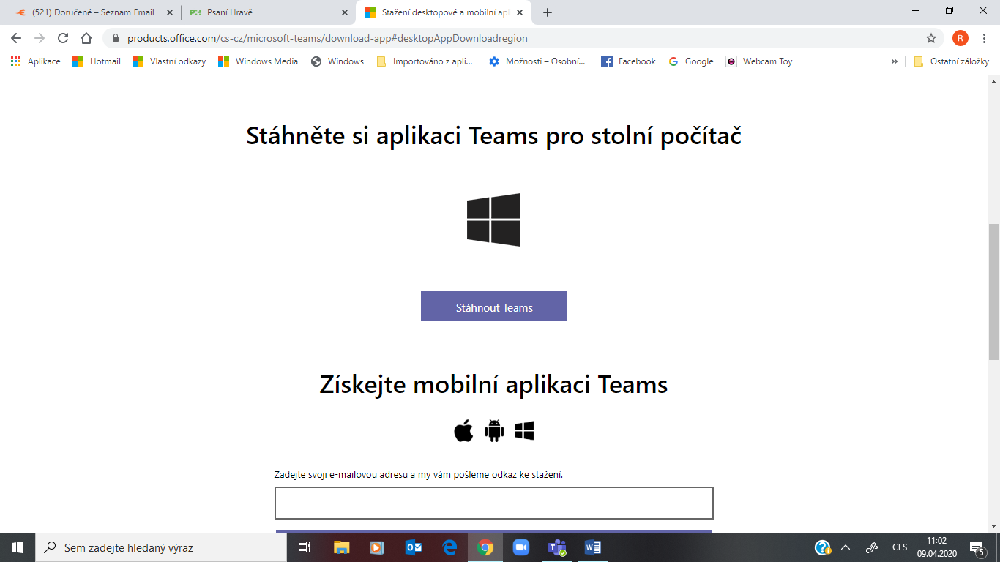 (521) Doručené – Seznam Email
Psaní Hravě
Stažení desktopové a mobilní apl
products.office.com/cs-cz/microsoft-teams/download-app#desktopAppDownloadregion
R
Aplikace
Hotmail
Vlastní odkazy
Windows Media
Windows
Importováno z apli...
Možnosti – Osobní...
Facebook
Google
Webcam Toy
»
Ostatní záložky
Stáhněte si aplikaci Teams pro stolní počítač
Stáhnout Teams
Získejte mobilní aplikaci Teams
Zadejte svoji e-mailovou adresu a my vám pošleme odkaz ke stažení.
Sem zadejte hledaný výraz
CES
11:02
09.04.2020
5